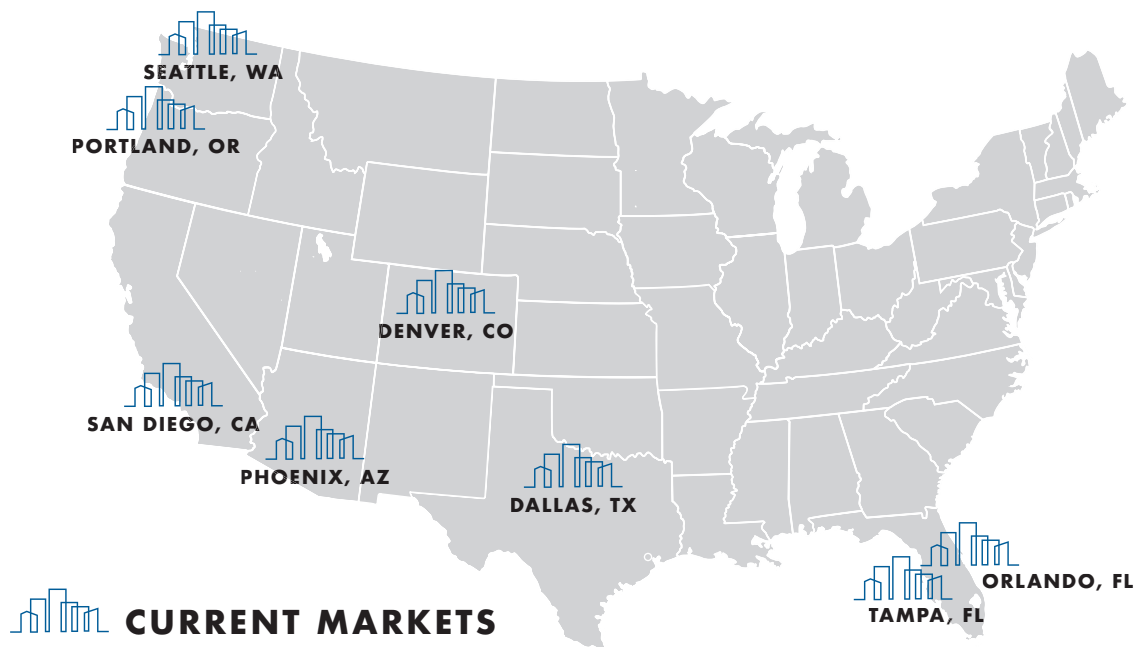 SEATTLE, WA
PORTLAND, OR
DENVER, CO
SAN DIEGO, CA
PHOENIX, AZ
DALLAS, TX
ORLANDO, FL
TAMPA, FL
CURRENT MARKETS